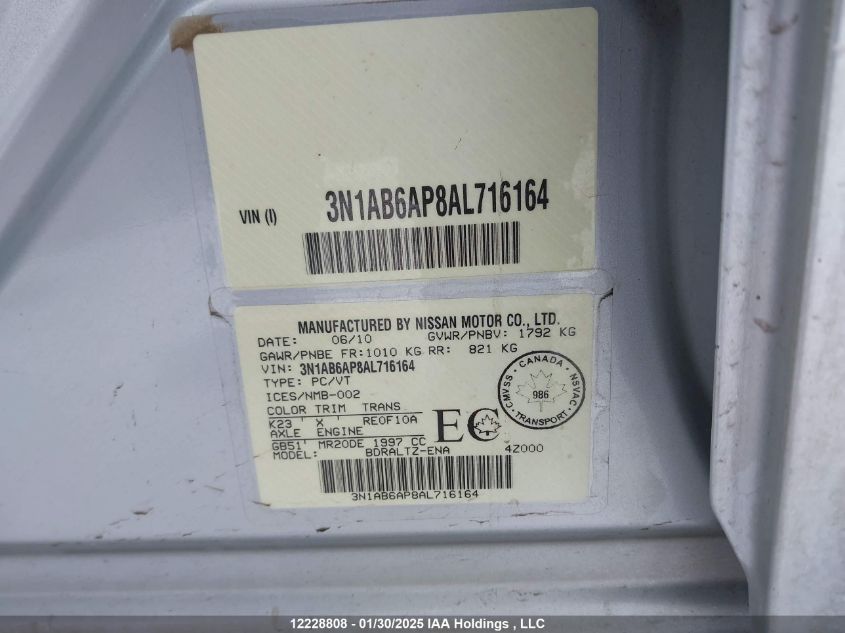 VIN (I) 3N1AB6AP8AL716164
MANUFACTURED BY NISSAN MOTOR CO., LTD.
DATE: 06/10 GVWR/PNBV: 1792 KG
GAWR/PNBE FR:1010 KG RR: 821 KG
VIN: 3N1AB6AP8AL716164
TYPE: PC/VT
ICES/NMB-002
COLOR TRIM TRANS
K23 ' X ' RE0F10A
AXLE ENGINE
GB51' MR20DE 1997 CC
MODEL: BDRALTZ-ENA 4Z000
EC
CANADA
CMVSS
NSVAC
986
TRANSPORT
3N1AB6AP8AL716164
12228808 - 01/30/2025 IAA Holdings , LLC